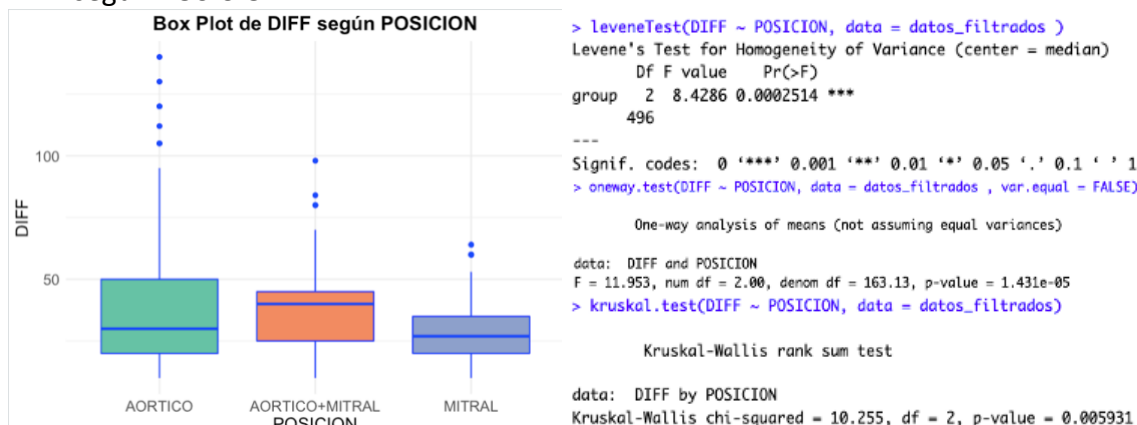 Box Plot de DIFF según POSICION
DIFF
100
50
AORTICO
AORTICO+MITRAL
MITRAL
POSICION
> leveneTest(DIFF ~ POSICION, data = datos_filtrados )
Levene's Test for Homogeneity of Variance (center = median)
Df F value Pr(>F)
group 2 8.4286 0.0002514 ***
496
---
Signif. codes: 0 ‘***’ 0.001 ‘**’ 0.01 ‘*’ 0.05 ‘.’ 0.1 ‘ ’ 1
> oneway.test(DIFF ~ POSICION, data = datos_filtrados , var.equal = FALSE)
One-way analysis of means (not assuming equal variances)
data: DIFF and POSICION
F = 11.953, num df = 2.00, denom df = 163.13, p-value = 1.431e-05
> kruskal.test(DIFF ~ POSICION, data = datos_filtrados)
Kruskal-Wallis rank sum test
data: DIFF by POSICION
Kruskal-Wallis chi-squared = 10.255, df = 2, p-value = 0.005931